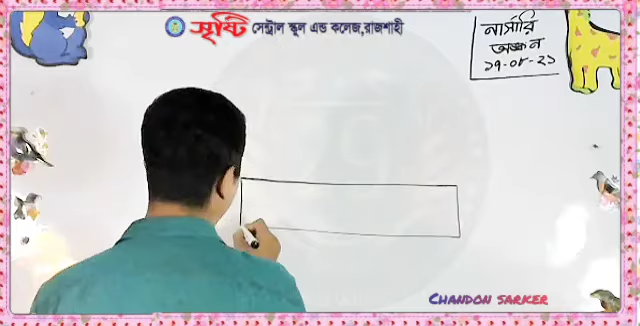 সৃষ্টি সেন্ট্রাল স্কুল এন্ড কলেজ,রাজশাহী
নার্সারি
অঙ্কন
১৭-০৮-২১
CHANDON SARKER